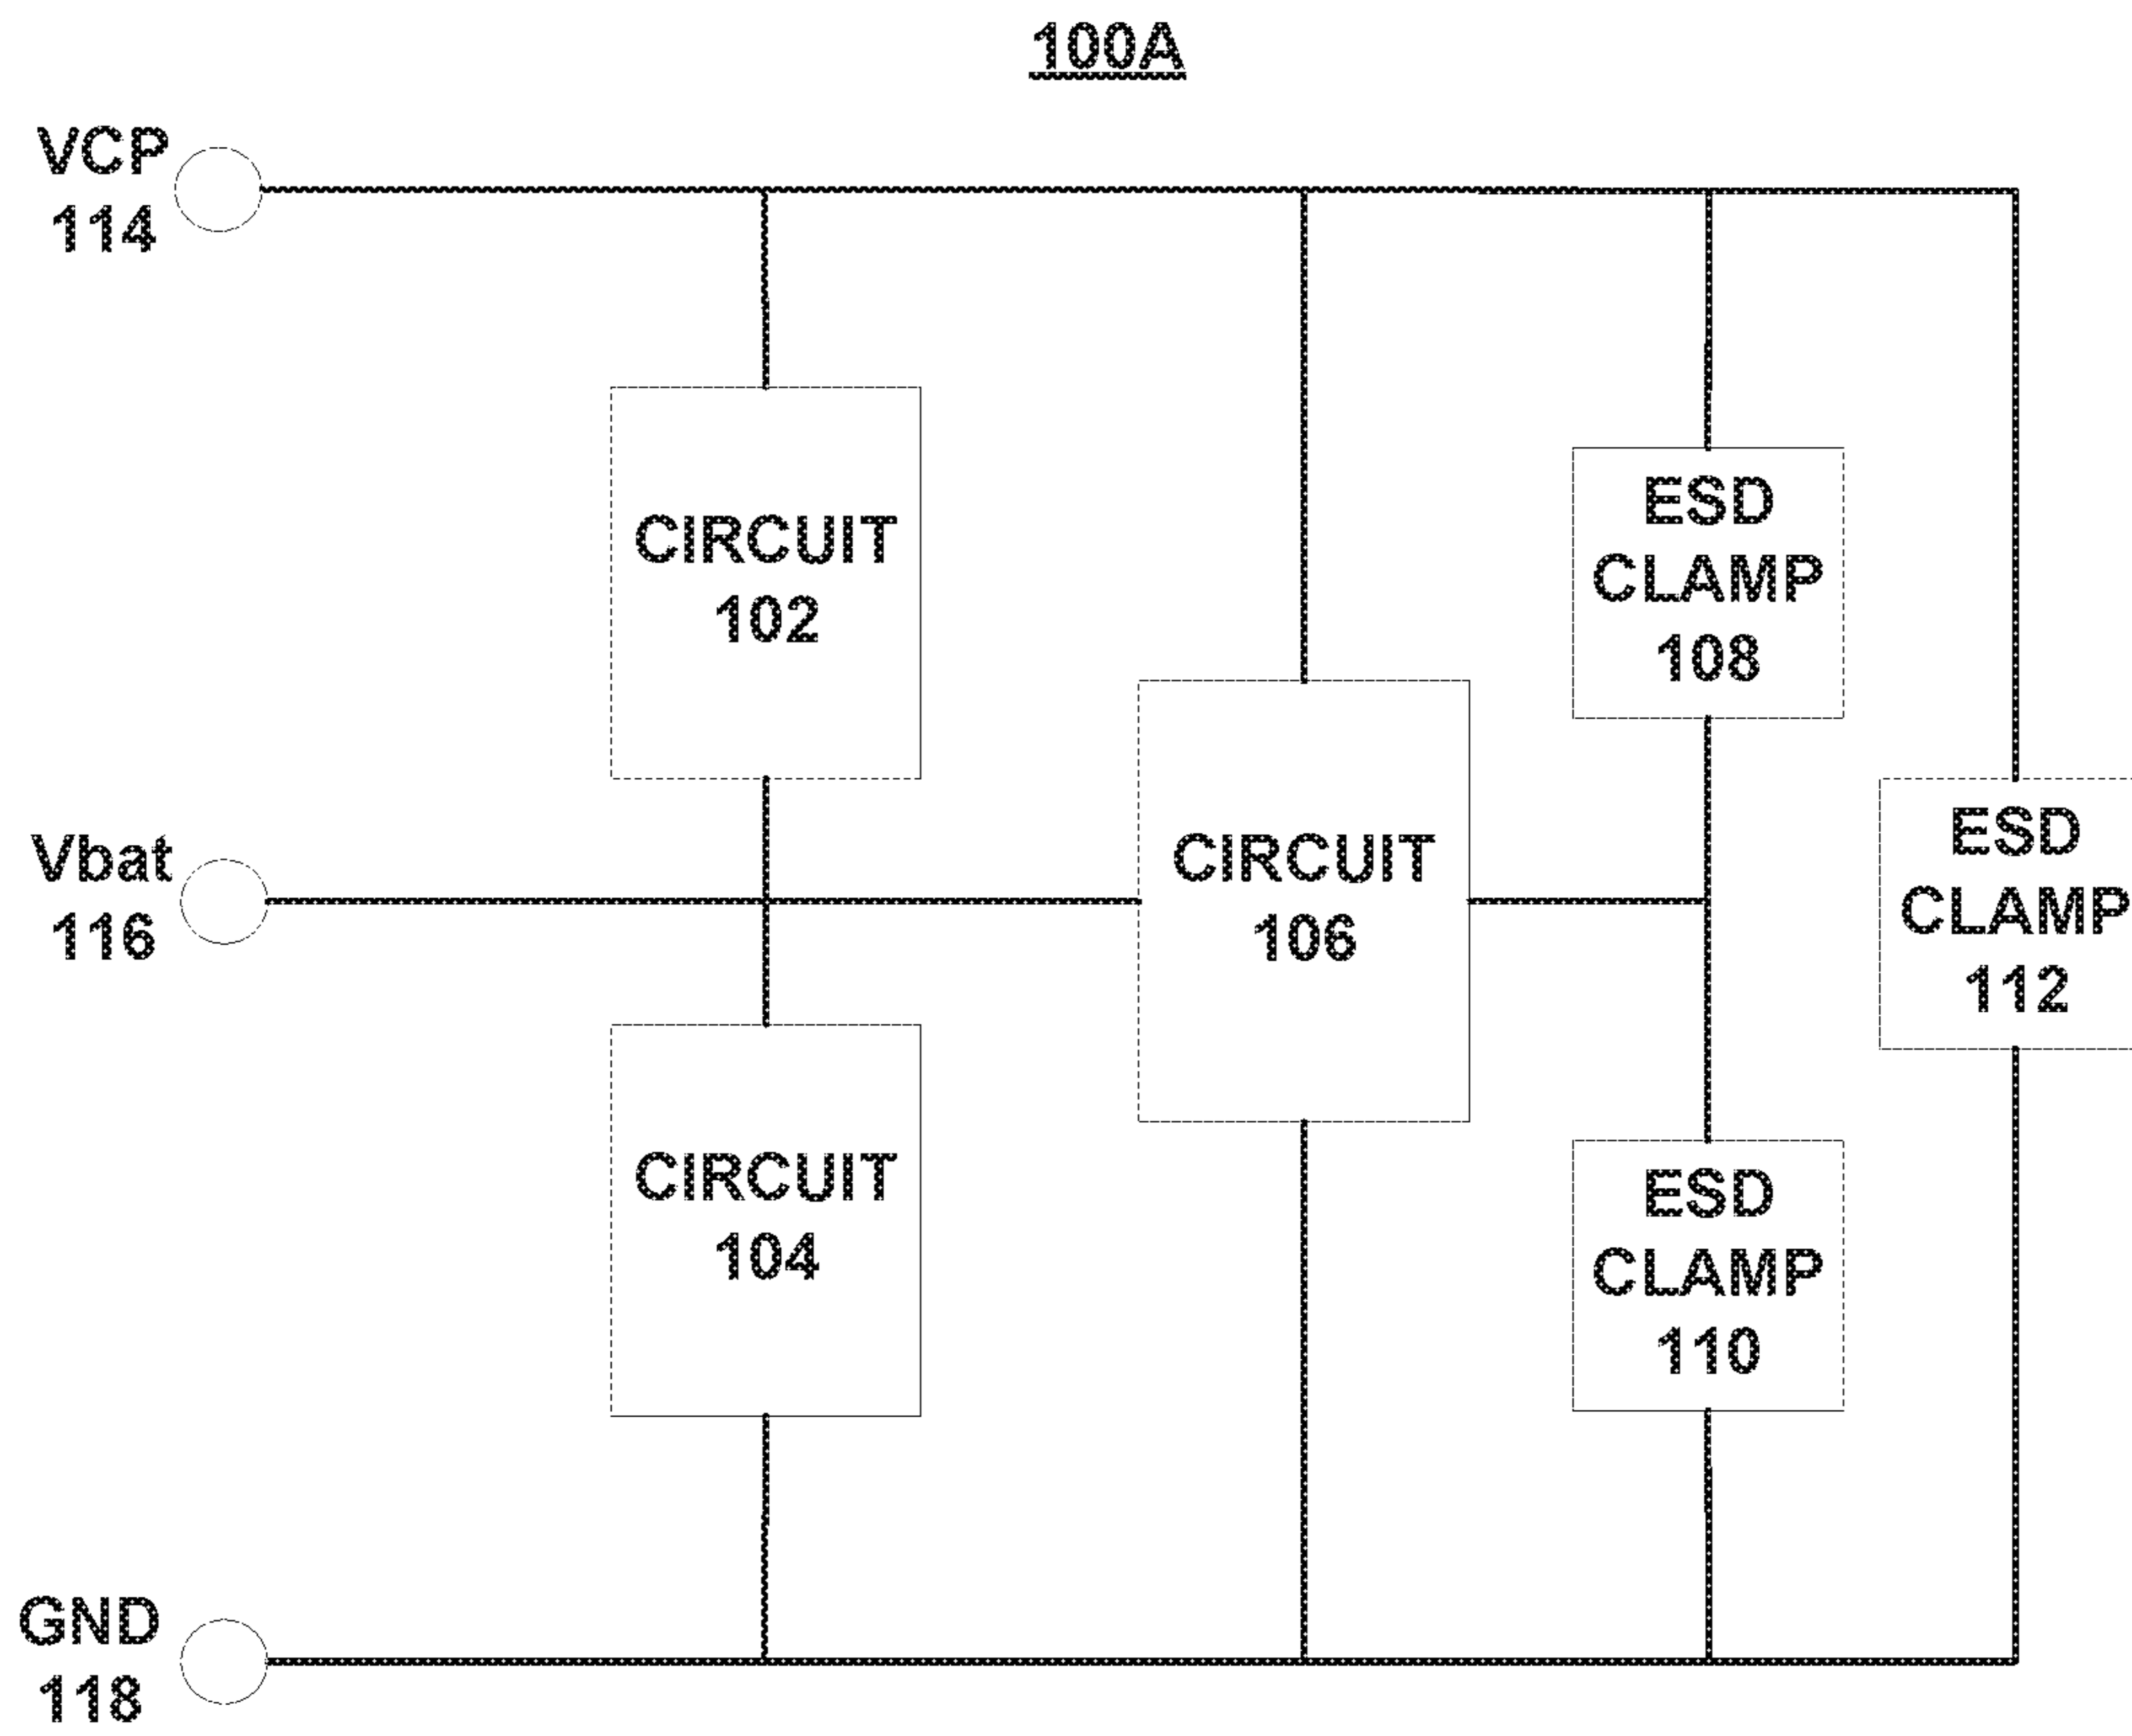 100A
VCP
114
CIRCUIT
102
ESD
CLAMP
108
Vbat
116
CIRCUIT
106
ESD
CLAMP
112
CIRCUIT
104
ESD
CLAMP
110
GND
118